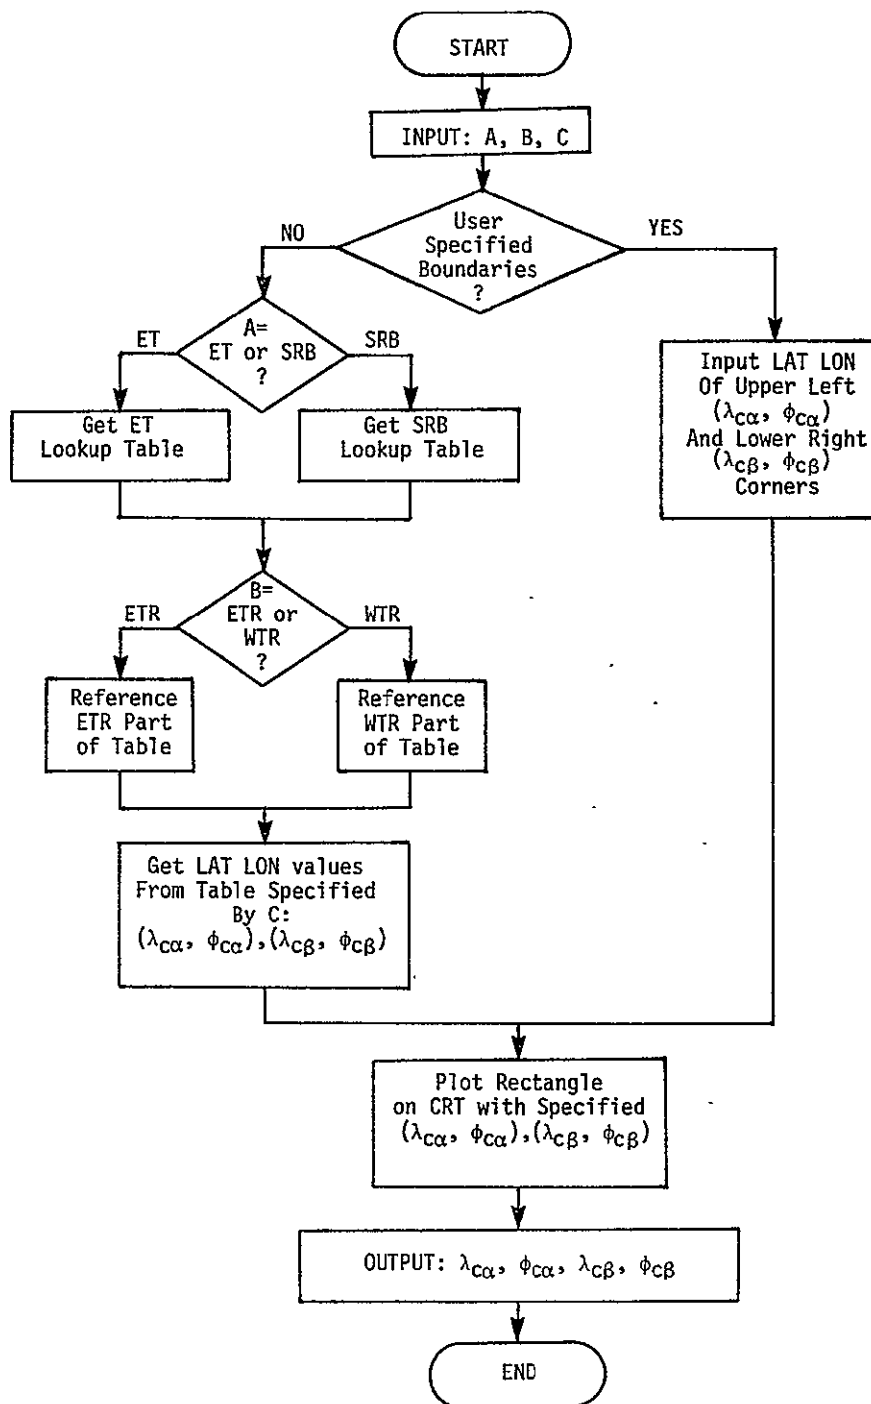 START
INPUT: A, B, C
User
Specified
Boundaries
?
NO
YES
A=
ET or SRB
?
ET
SRB
Get ET
Lookup Table
Get SRB
Lookup Table
Input LAT LON
Of Upper Left
(λcα, ϕcα)
And Lower Right
(λcβ, ϕcβ)
Corners
B=
ETR or
WTR
?
ETR
WTR
Reference
ETR Part
of Table
Reference
WTR Part
of Table
Get LAT LON values
From Table Specified
By C:
(λcα, ϕcα),(λcβ, ϕcβ)
Plot Rectangle
on CRT with Specified
(λcα, ϕcα),(λcβ, ϕcβ)
OUTPUT: λcα, ϕcα, λcβ, ϕcβ
END